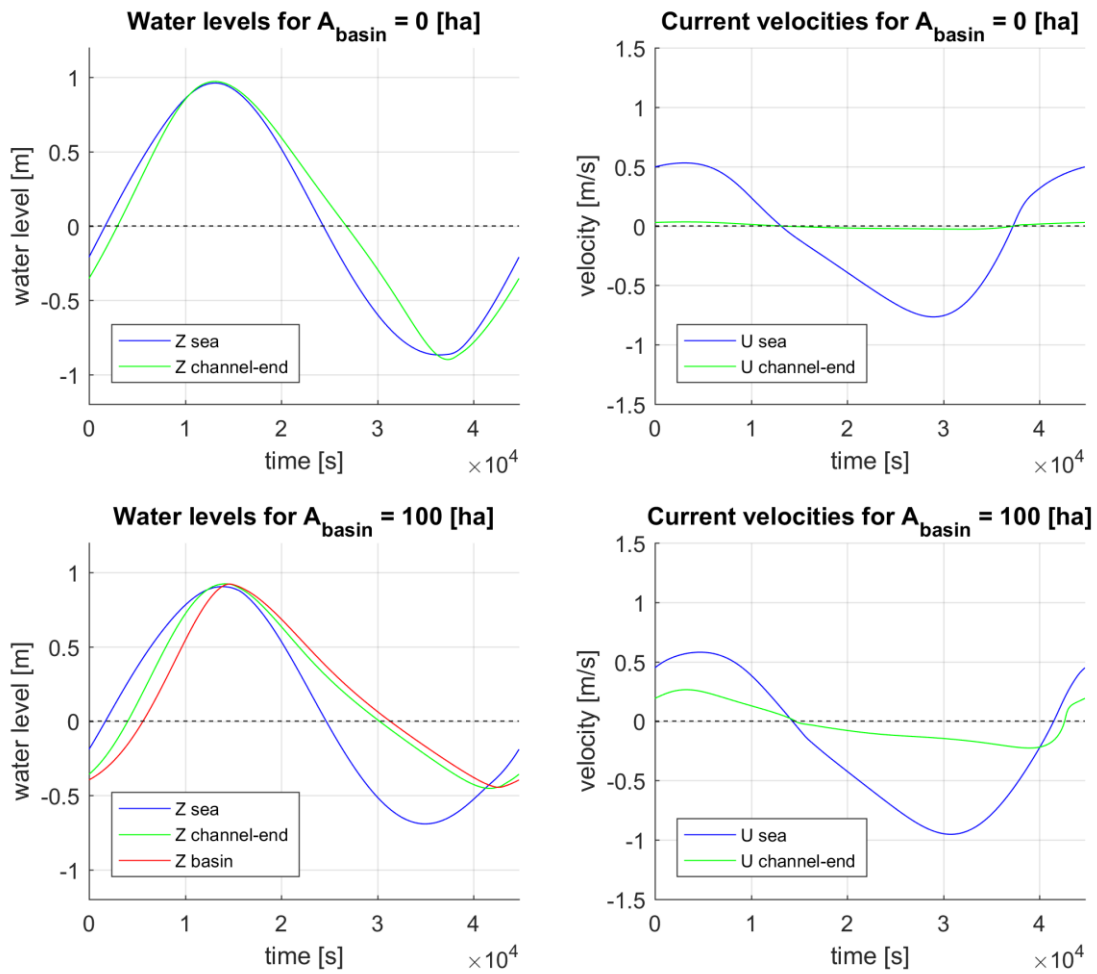 Water levels for A_basin = 0 [ha]
1
0.5
0
-0.5
-1
water level [m]
Z sea
Z channel-end
0
1
2
3
4
×10^4
time [s]
Current velocities for A_basin = 0 [ha]
1.5
1
0.5
0
-0.5
-1
-1.5
velocity [m/s]
U sea
U channel-end
0
1
2
3
4
×10^4
time [s]
Water levels for A_basin = 100 [ha]
1
0.5
0
-0.5
-1
water level [m]
Z sea
Z channel-end
Z basin
0
1
2
3
4
×10^4
time [s]
Current velocities for A_basin = 100 [ha]
1.5
1
0.5
0
-0.5
-1
-1.5
velocity [m/s]
U sea
U channel-end
0
1
2
3
4
×10^4
time [s]